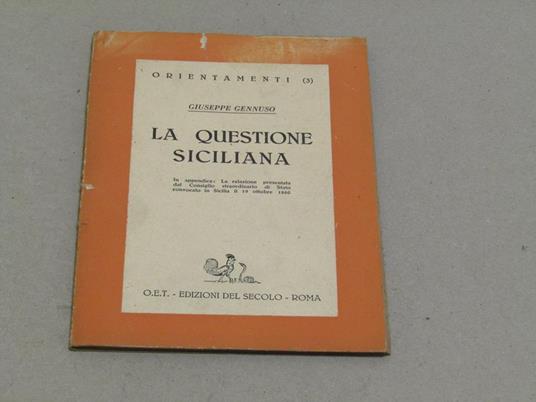 ORIENTAMENTI (3)
GIUSEPPE GENNUSO
LA QUESTIONE
SICILIANA
In appendice: La relazione presentata
dal Consiglio straordinario di Stato
convocato in Sicilia il 19 ottobre 1860
O.E.T. - EDIZIONI DEL SECOLO - ROMA